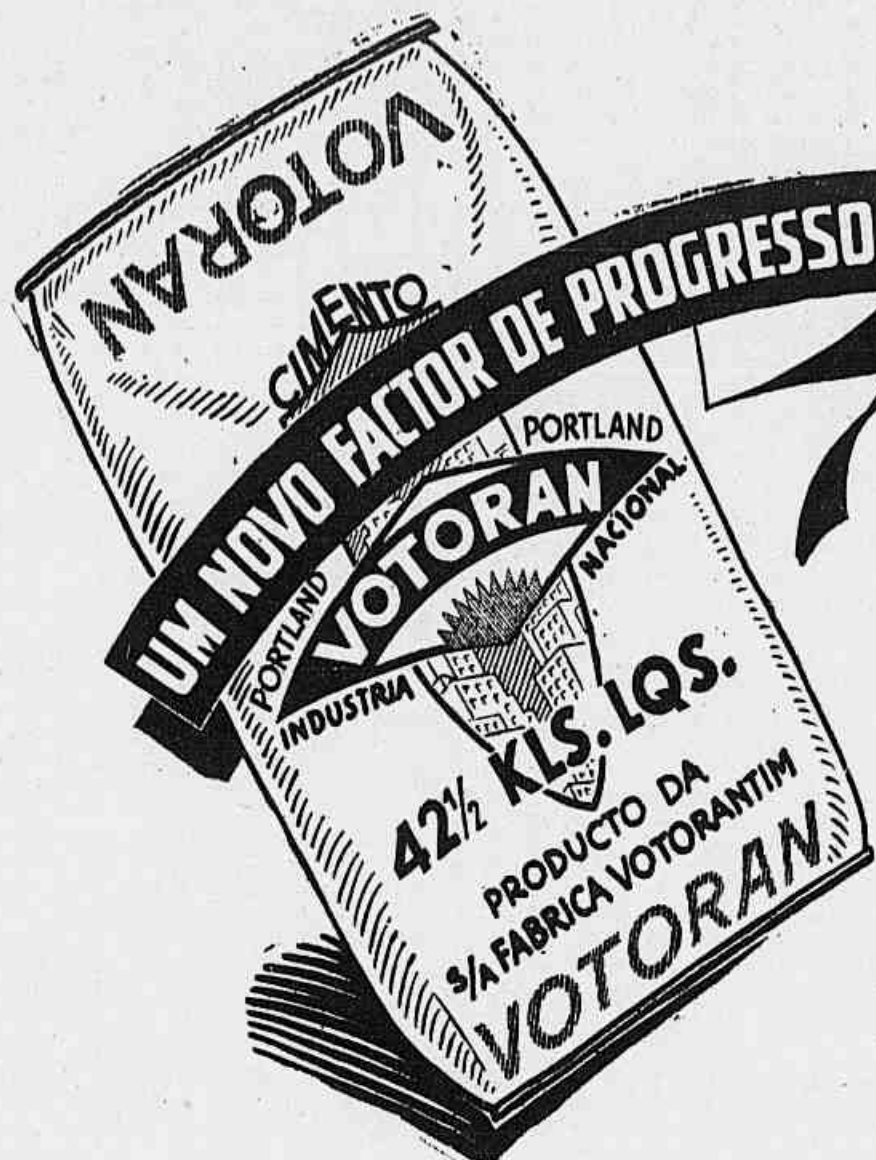 VOTORAN
CIMENTO
UM NOVO FACTOR DE PROGRESSO
PORTLAND
PORTLAND
VOTORAN
INDUSTRIA
NACIONAL
42½ KLS. LQS.
PRODUCTO DA
S/A FABRICA VOTORANTIM
VOTORAN